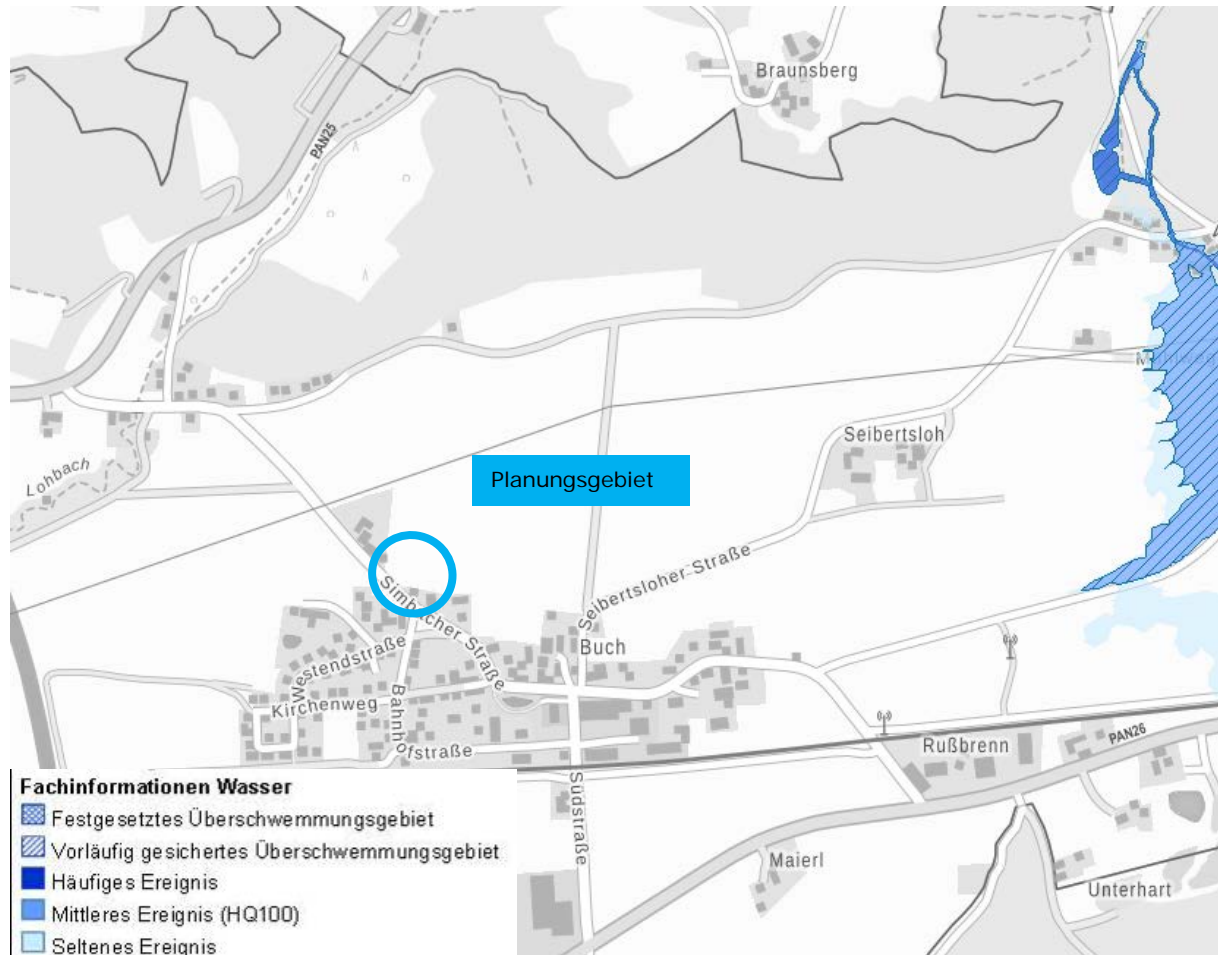 Braunsberg
PAN25
Seibertsloh
Lohbach
Planungsgebiet
Simbacher Straße
Seibertsloher Straße
Buch
Westendstraße
Kirchenweg
Bahnhofstraße
Rußbrenn
PAN26
Südstraße
Maierl
Unterhart
Fachinformationen Wasser
Festgesetztes Überschwemmungsgebiet
Vorläufig gesichertes Überschwemmungsgebiet
Häufiges Ereignis
Mittleres Ereignis (HQ100)
Seltenes Ereignis